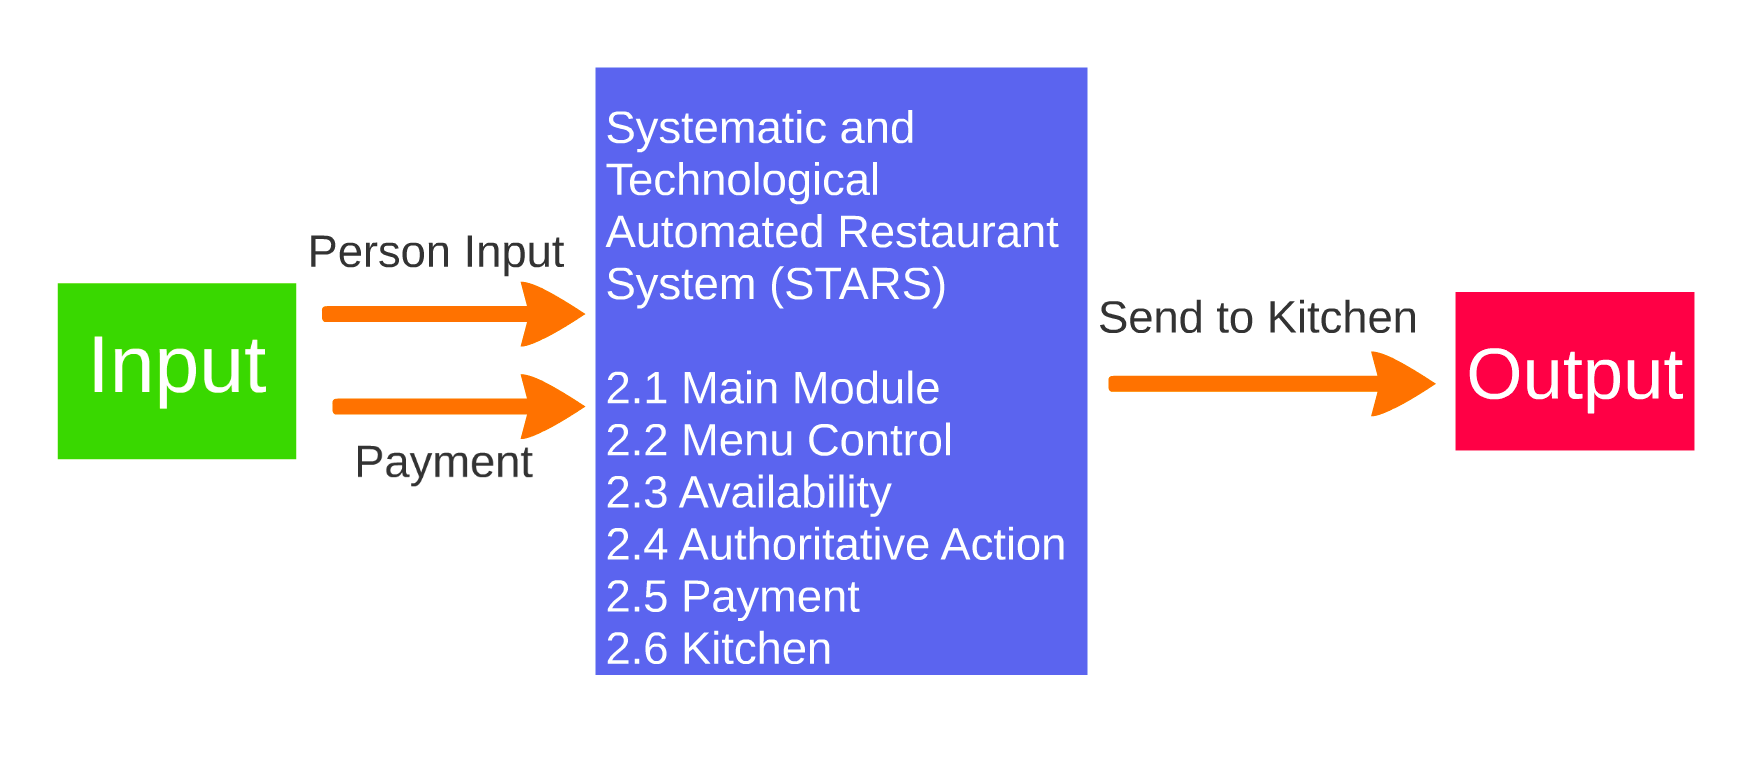 Input
Person Input
Payment
Systematic and
Technological
Automated Restaurant
System (STARS)
2.1 Main Module
2.2 Menu Control
2.3 Availability
2.4 Authoritative Action
2.5 Payment
2.6 Kitchen
Send to Kitchen
Output